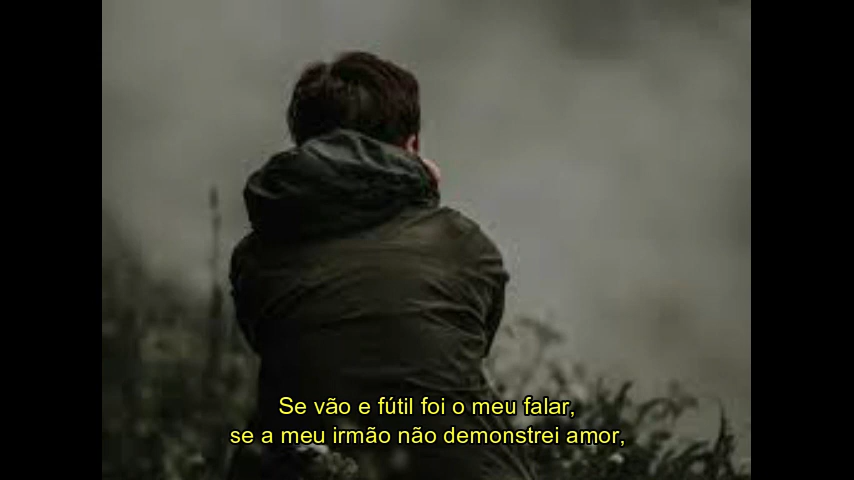 Se vão e fútil foi o meu falar,
se a meu irmão não demonstrei amor,